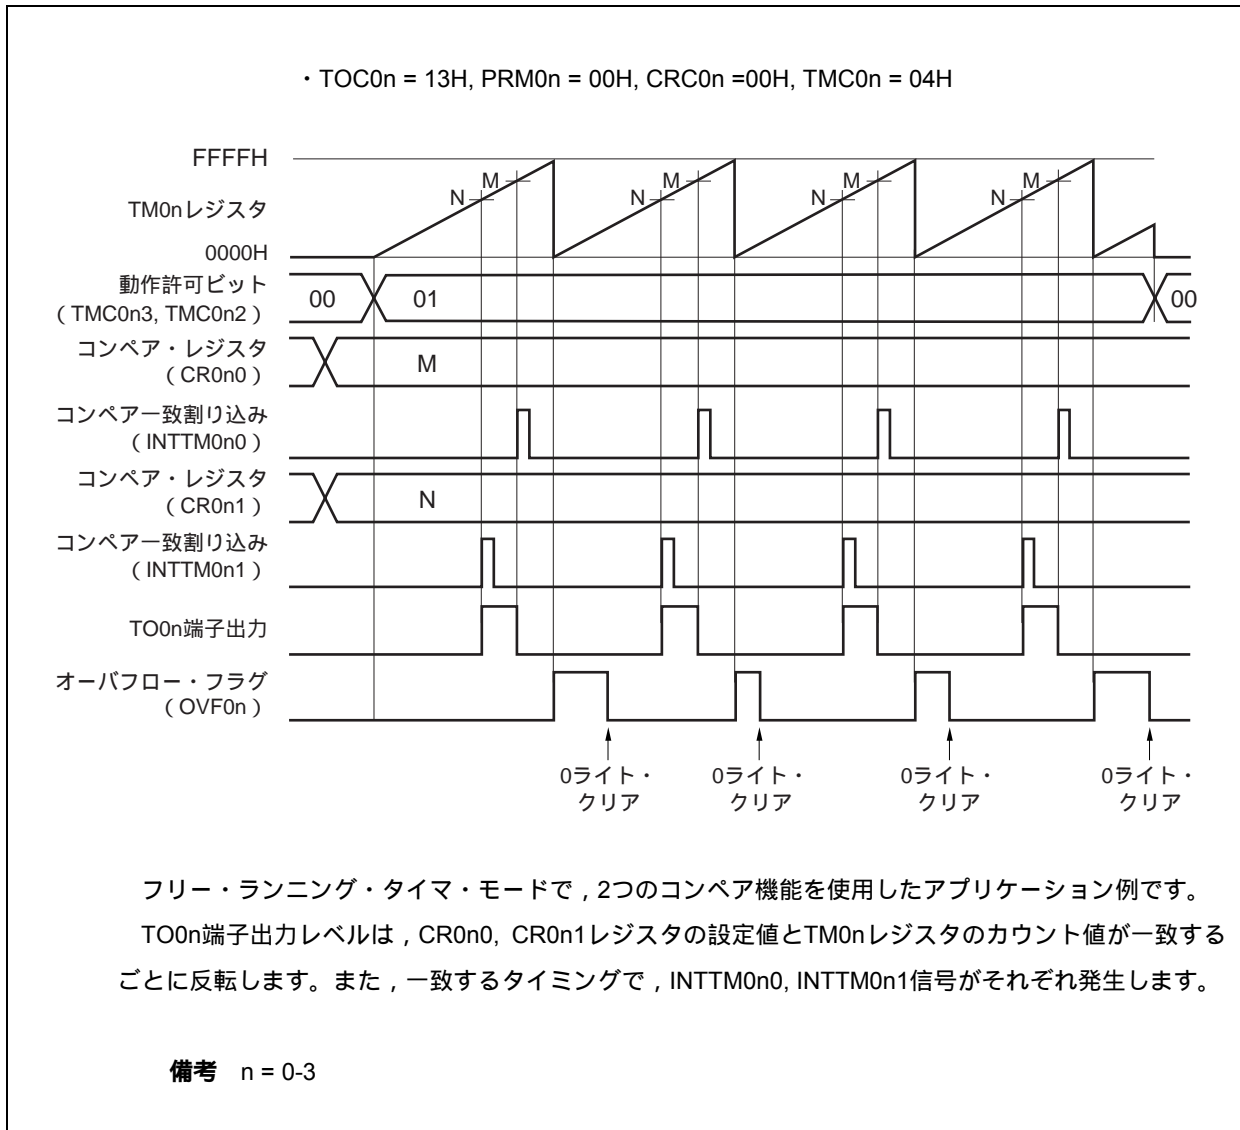 ・TOC0n = 13H, PRM0n = 00H, CRC0n =00H, TMC0n = 04H
FFFFH
M M M M
N N N N
TM0nレジスタ
0000H
動作許可ビット
（TMC0n3, TMC0n2）
00 01 00
コンペア・レジスタ
（CR0n0）
M
コンペア一致割り込み
（INTTM0n0）
コンペア・レジスタ
（CR0n1）
N
コンペア一致割り込み
（INTTM0n1）
TO0n端子出力
オーバフロー・フラグ
（OVF0n）
0ライト・ 0ライト・ 0ライト・ 0ライト・
クリア クリア クリア クリア
フリー・ランニング・タイマ・モードで，2つのコンペア機能を使用したアプリケーション例です。
TO0n端子出力レベルは，CR0n0, CR0n1レジスタの設定値とTM0nレジスタのカウント値が一致する
ごとに反転します。また，一致するタイミングで，INTTM0n0, INTTM0n1信号がそれぞれ発生します。
備考 n = 0-3